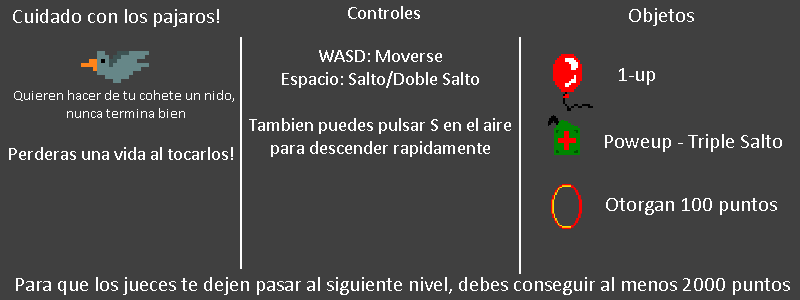 Cuidado con los pajaros!
Quieren hacer de tu cohete un nido,
nunca termina bien
Perderas una vida al tocarlos!
Controles
WASD: Moverse
Espacio: Salto/Doble Salto
Tambien puedes pulsar S en el aire
para descender rapidamente
Objetos
1-up
Poweup - Triple Salto
Otorgan 100 puntos
Para que los jueces te dejen pasar al siguiente nivel, debes conseguir al menos 2000 puntos